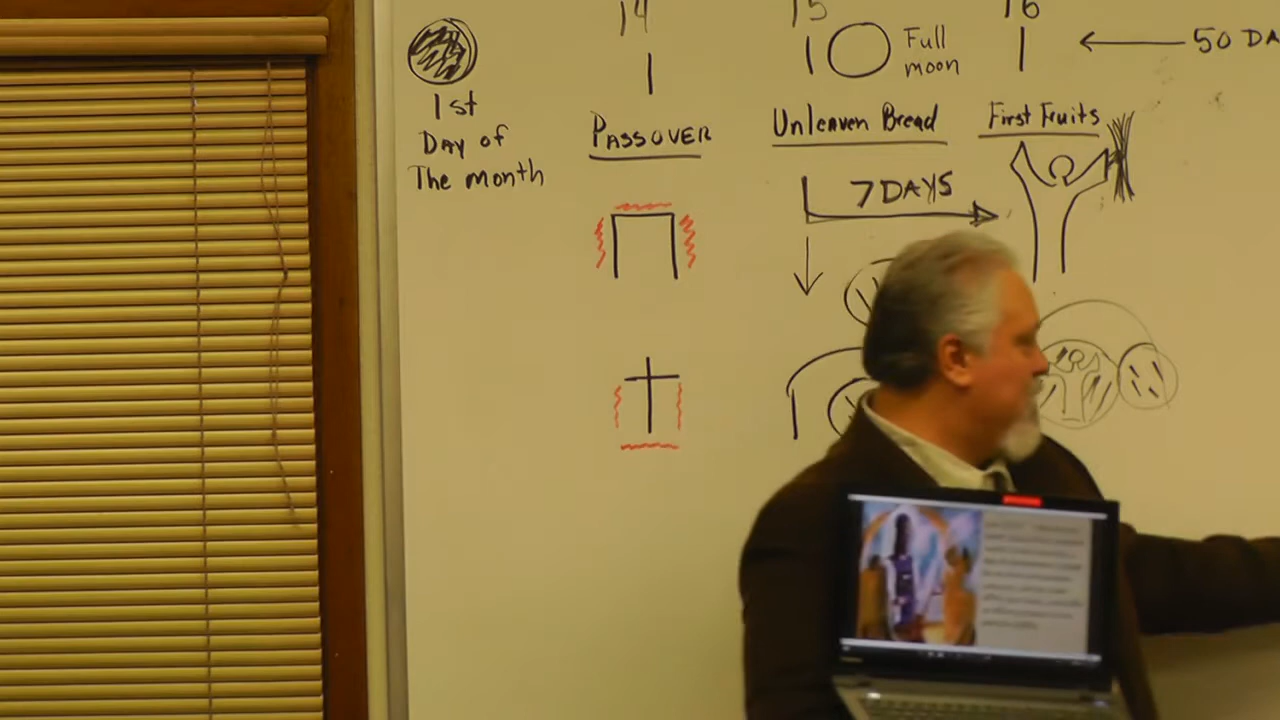 14
15
16
Full
moon
50 DA
1st
Day of
The month
PASSOVER
Unleaven Bread
First Fruits
7 DAYS